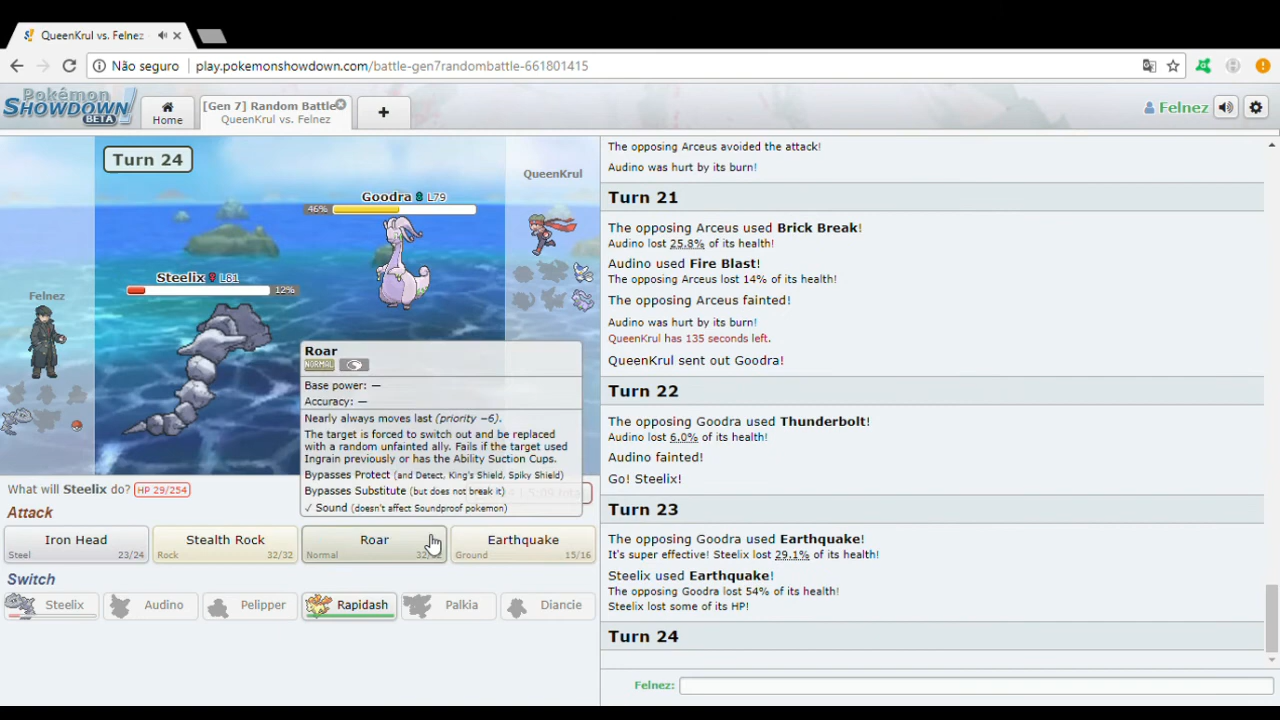 QueenKrul vs. Felnez
Não seguro | play.pokemonshowdown.com/battle-gen7randombattle-661801415
Pokémon
SHOWDOWN
BETA
Home
[Gen 7] Random Battle
QueenKrul vs. Felnez
Felnez
Turn 24
QueenKrul
Goodra L79
46%
Steelix L81
12%
Felnez
Roar
NORMAL
Base power: —
Accuracy: —
Nearly always moves last (priority −6).
The target is forced to switch out and be replaced
with a random unfainted ally. Fails if the target used
Ingrain previously or has the Ability Suction Cups.
Bypasses Protect (and Detect, King's Shield, Spiky Shield)
Bypasses Substitute (but does not break it)
✓ Sound (doesn't affect Soundproof pokemon)
What will Steelix do? HP 29/254
Attack
Iron Head
Steel 23/24
Stealth Rock
Rock 32/32
Roar
Normal
Earthquake
Ground 15/16
Switch
Steelix
Audino
Pelipper
Rapidash
Palkia
Diancie
The opposing Arceus avoided the attack!
Audino was hurt by its burn!
Turn 21
The opposing Arceus used Brick Break!
Audino lost 25.8% of its health!
Audino used Fire Blast!
The opposing Arceus lost 14% of its health!
The opposing Arceus fainted!
Audino was hurt by its burn!
QueenKrul has 135 seconds left.
QueenKrul sent out Goodra!
Turn 22
The opposing Goodra used Thunderbolt!
Audino lost 6.0% of its health!
Audino fainted!
Go! Steelix!
Turn 23
The opposing Goodra used Earthquake!
It's super effective! Steelix lost 29.1% of its health!
Steelix used Earthquake!
The opposing Goodra lost 54% of its health!
Steelix lost some of its HP!
Turn 24
Felnez: